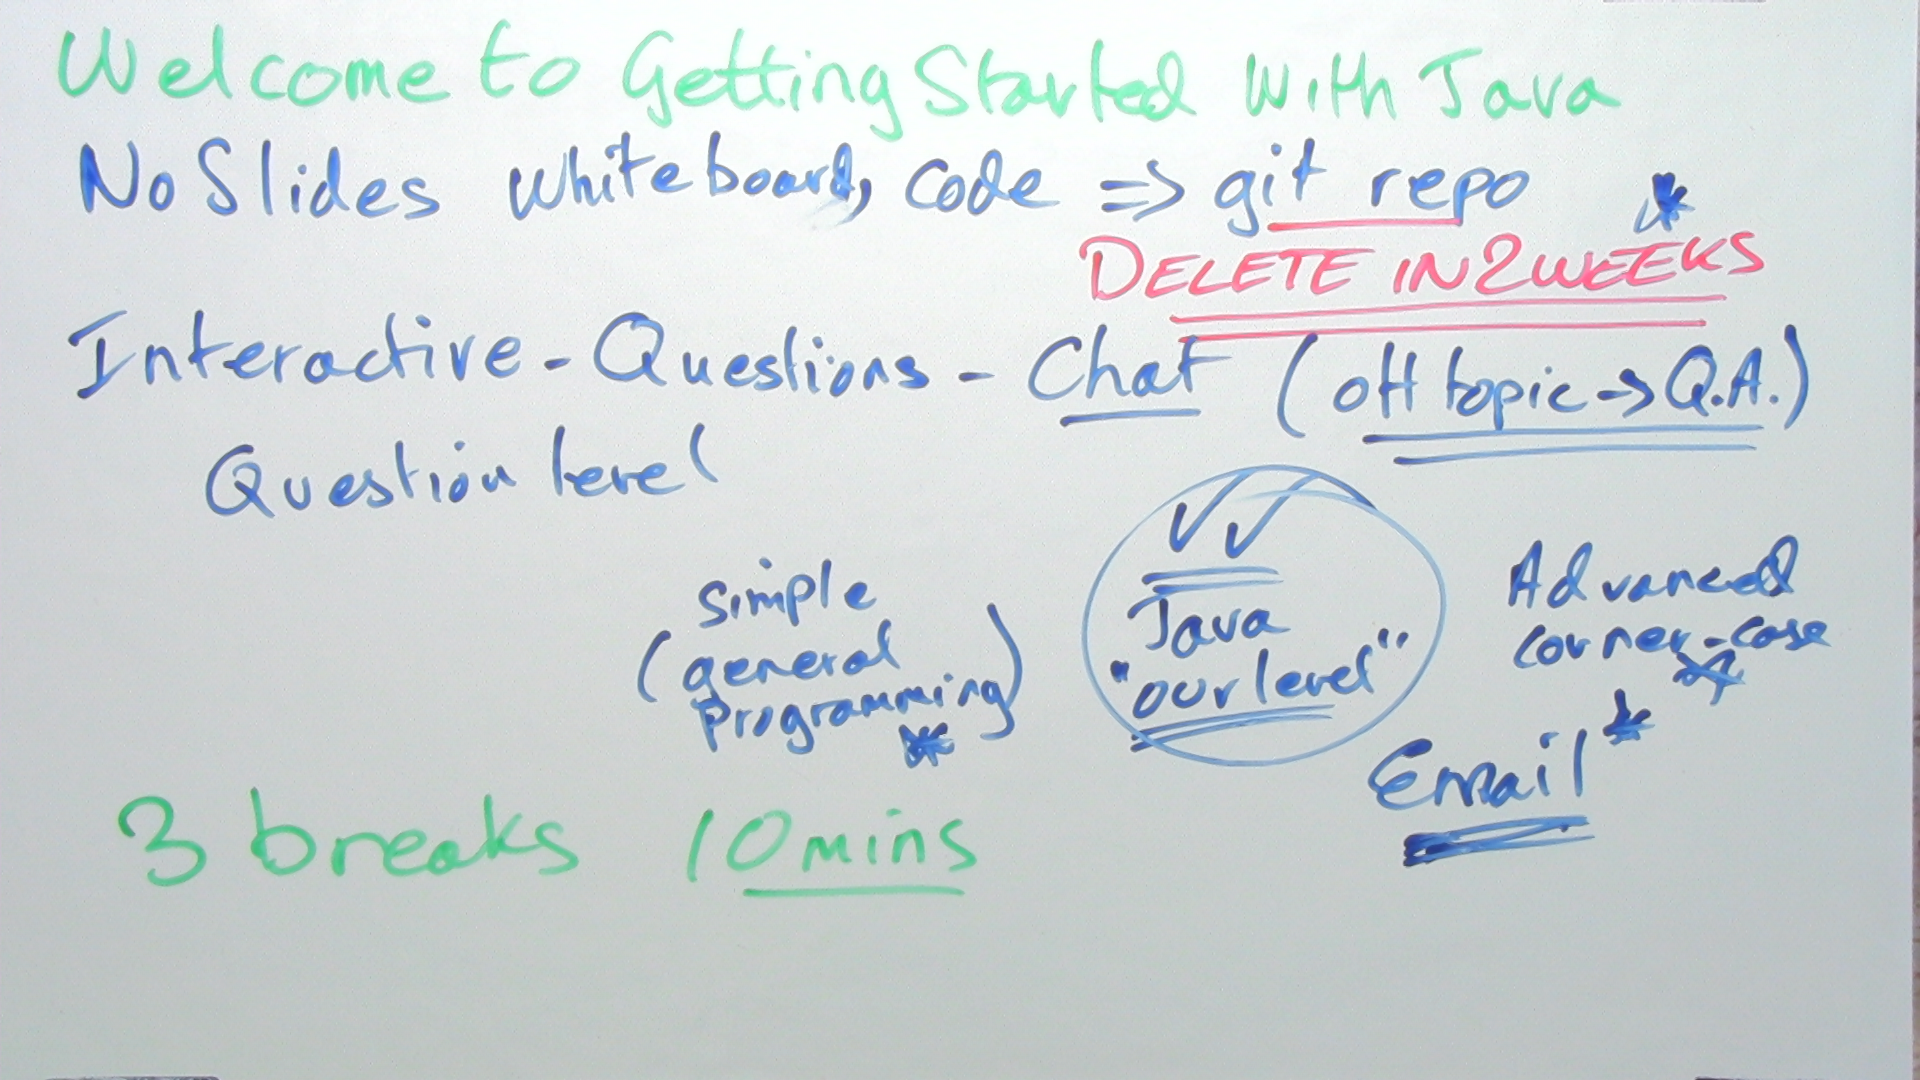 Welcome to Getting Started With Java
No Slides whiteboard, code => git repo *
DELETE IN 2 WEEKS
Interactive - Questions - Chat (off topic -> Q.A.)
Question level
simple
(general
programming)
*
✓✓
Java
"our level"
Advanced
corner-case
*
Email *
3 breaks 10 mins